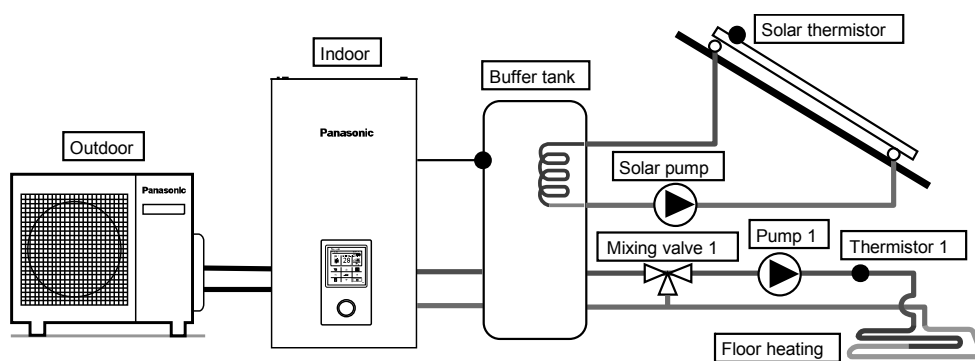 Solar thermistor
Indoor
Buffer tank
Outdoor
Panasonic
Panasonic
Solar pump
Mixing valve 1
Pump 1
Thermistor 1
Floor heating
28